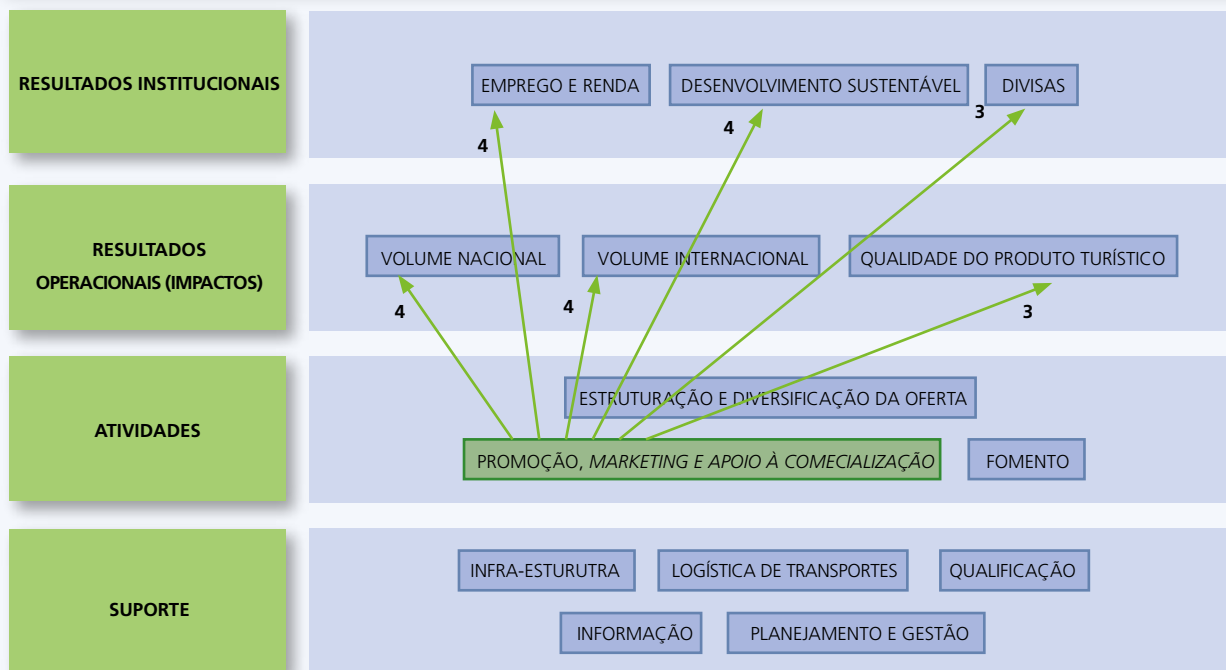 RESULTADOS INSTITUCIONAIS
EMPREGO E RENDA
DESENVOLVIMENTO SUSTENTÁVEL
DIVISAS
4
4
3
RESULTADOS
OPERACIONAIS (IMPACTOS)
VOLUME NACIONAL
VOLUME INTERNACIONAL
QUALIDADE DO PRODUTO TURÍSTICO
4
4
3
ATIVIDADES
ESTRUTURAÇÃO E DIVERSIFICAÇÃO DA OFERTA
PROMOÇÃO, MARKETING E APOIO À COMECIALIZAÇÃO
FOMENTO
SUPORTE
INFRA-ESTURUTRA
LOGÍSTICA DE TRANSPORTES
QUALIFICAÇÃO
INFORMAÇÃO
PLANEJAMENTO E GESTÃO